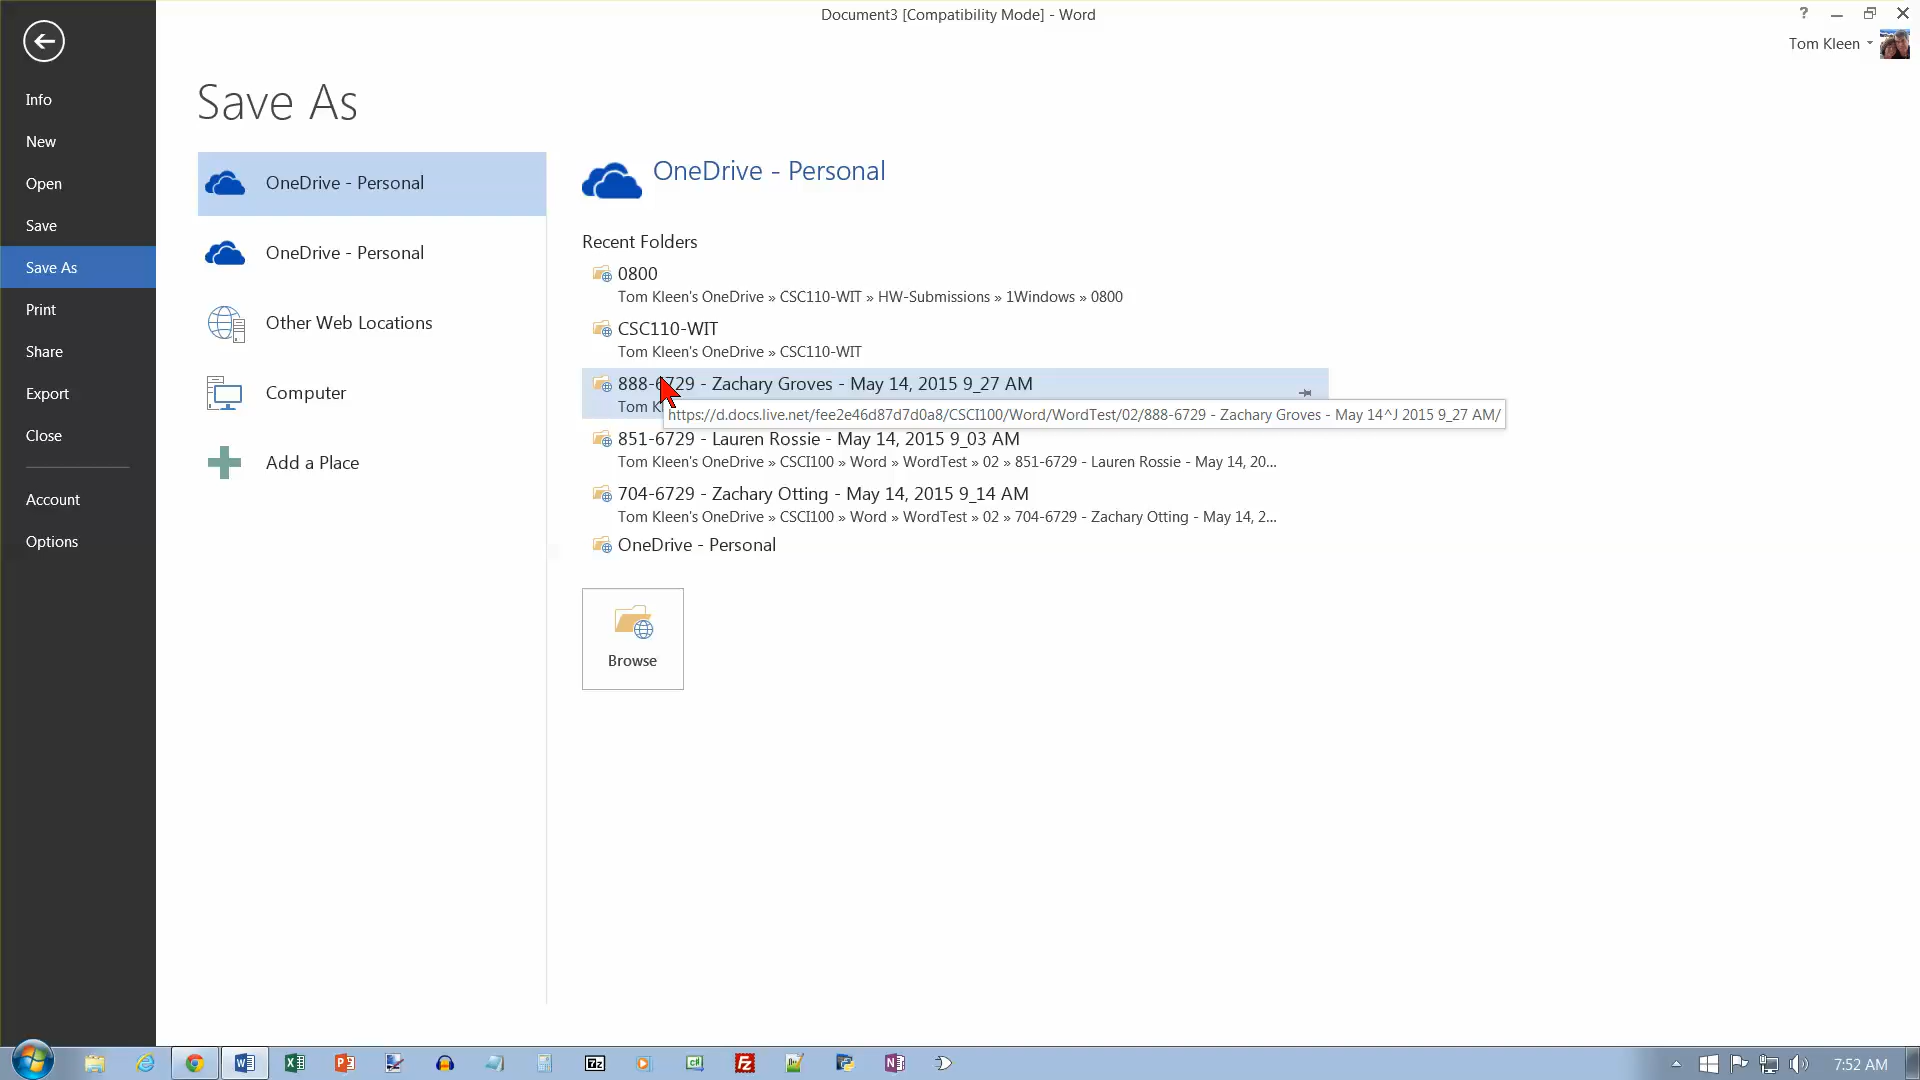 Document3 [Compatibility Mode] - Word
?
Tom Kleen
Info
New
Open
Save
Save As
Print
Share
Export
Close
Account
Options
Save As
OneDrive - Personal
OneDrive - Personal
Other Web Locations
Computer
Add a Place
OneDrive - Personal
Recent Folders
0800
Tom Kleen's OneDrive » CSC110-WIT » HW-Submissions » 1Windows » 0800
CSC110-WIT
Tom Kleen's OneDrive » CSC110-WIT
888-6729 - Zachary Groves - May 14, 2015 9_27 AM
Tom K
https://d.docs.live.net/fee2e46d87d7d0a8/CSCI100/Word/WordTest/02/888-6729 - Zachary Groves - May 14^J 2015 9_27 AM/
851-6729 - Lauren Rossie - May 14, 2015 9_03 AM
Tom Kleen's OneDrive » CSCI100 » Word » WordTest » 02 » 851-6729 - Lauren Rossie - May 14, 20...
704-6729 - Zachary Otting - May 14, 2015 9_14 AM
Tom Kleen's OneDrive » CSCI100 » Word » WordTest » 02 » 704-6729 - Zachary Otting - May 14, 2...
OneDrive - Personal
Browse
7:52 AM